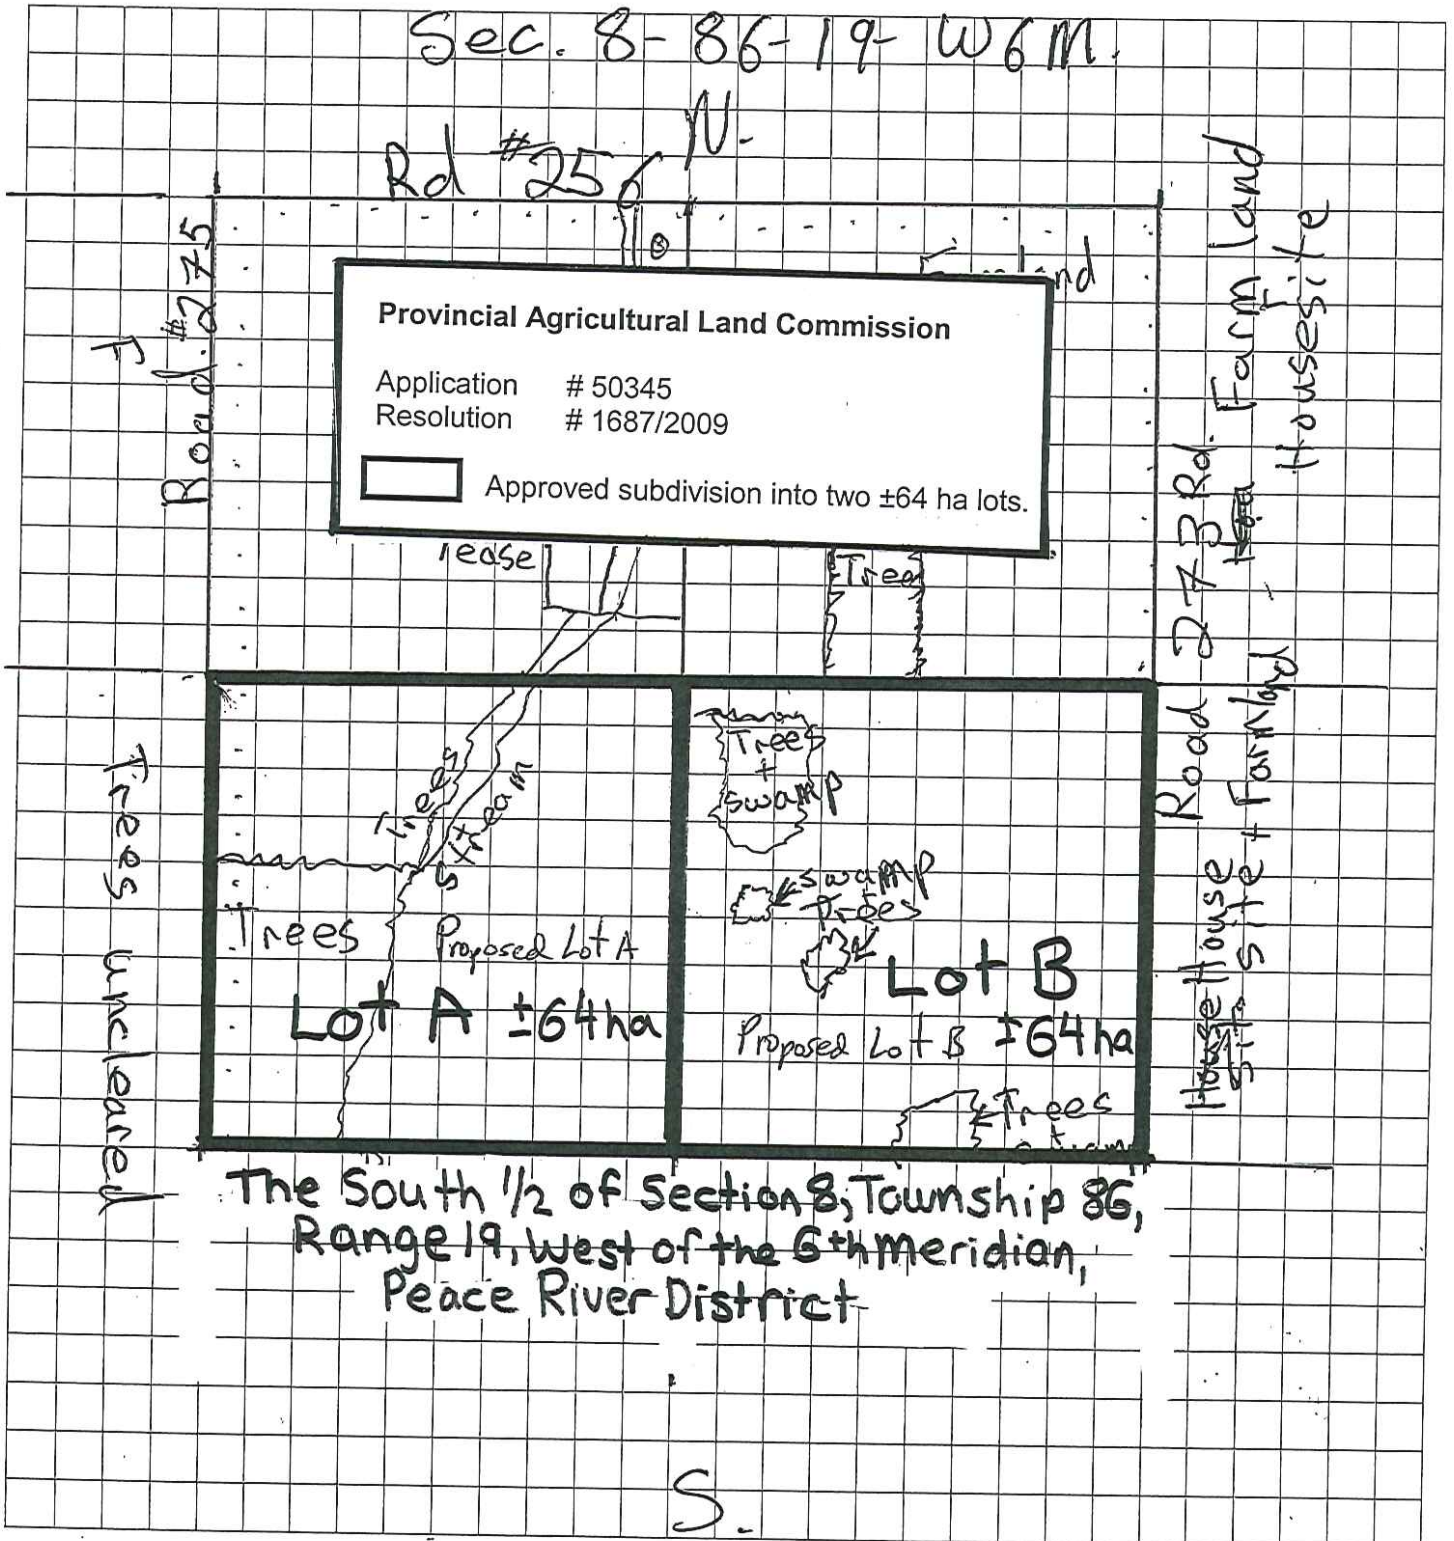 Sec. 8-86-19-W6M.
N.
Rd #256
Road #275
Provincial Agricultural Land Commission
Application # 50345
Resolution # 1687/2009
Approved subdivision into two ±64 ha lots.
lease
Tree
Trees
Stream
Trees
+
swamp
swamp
Trees
Trees
Proposed Lot A
Lot A ±64ha
Lot B
Proposed Lot B ±64ha
Trees
Trees uncleared
Road 273 Rd. Farm land
Housesite
House House
Site + Farmland
The South 1/2 of Section 8, Township 86,
Range 19, West of the 6th meridian,
Peace River District
S.